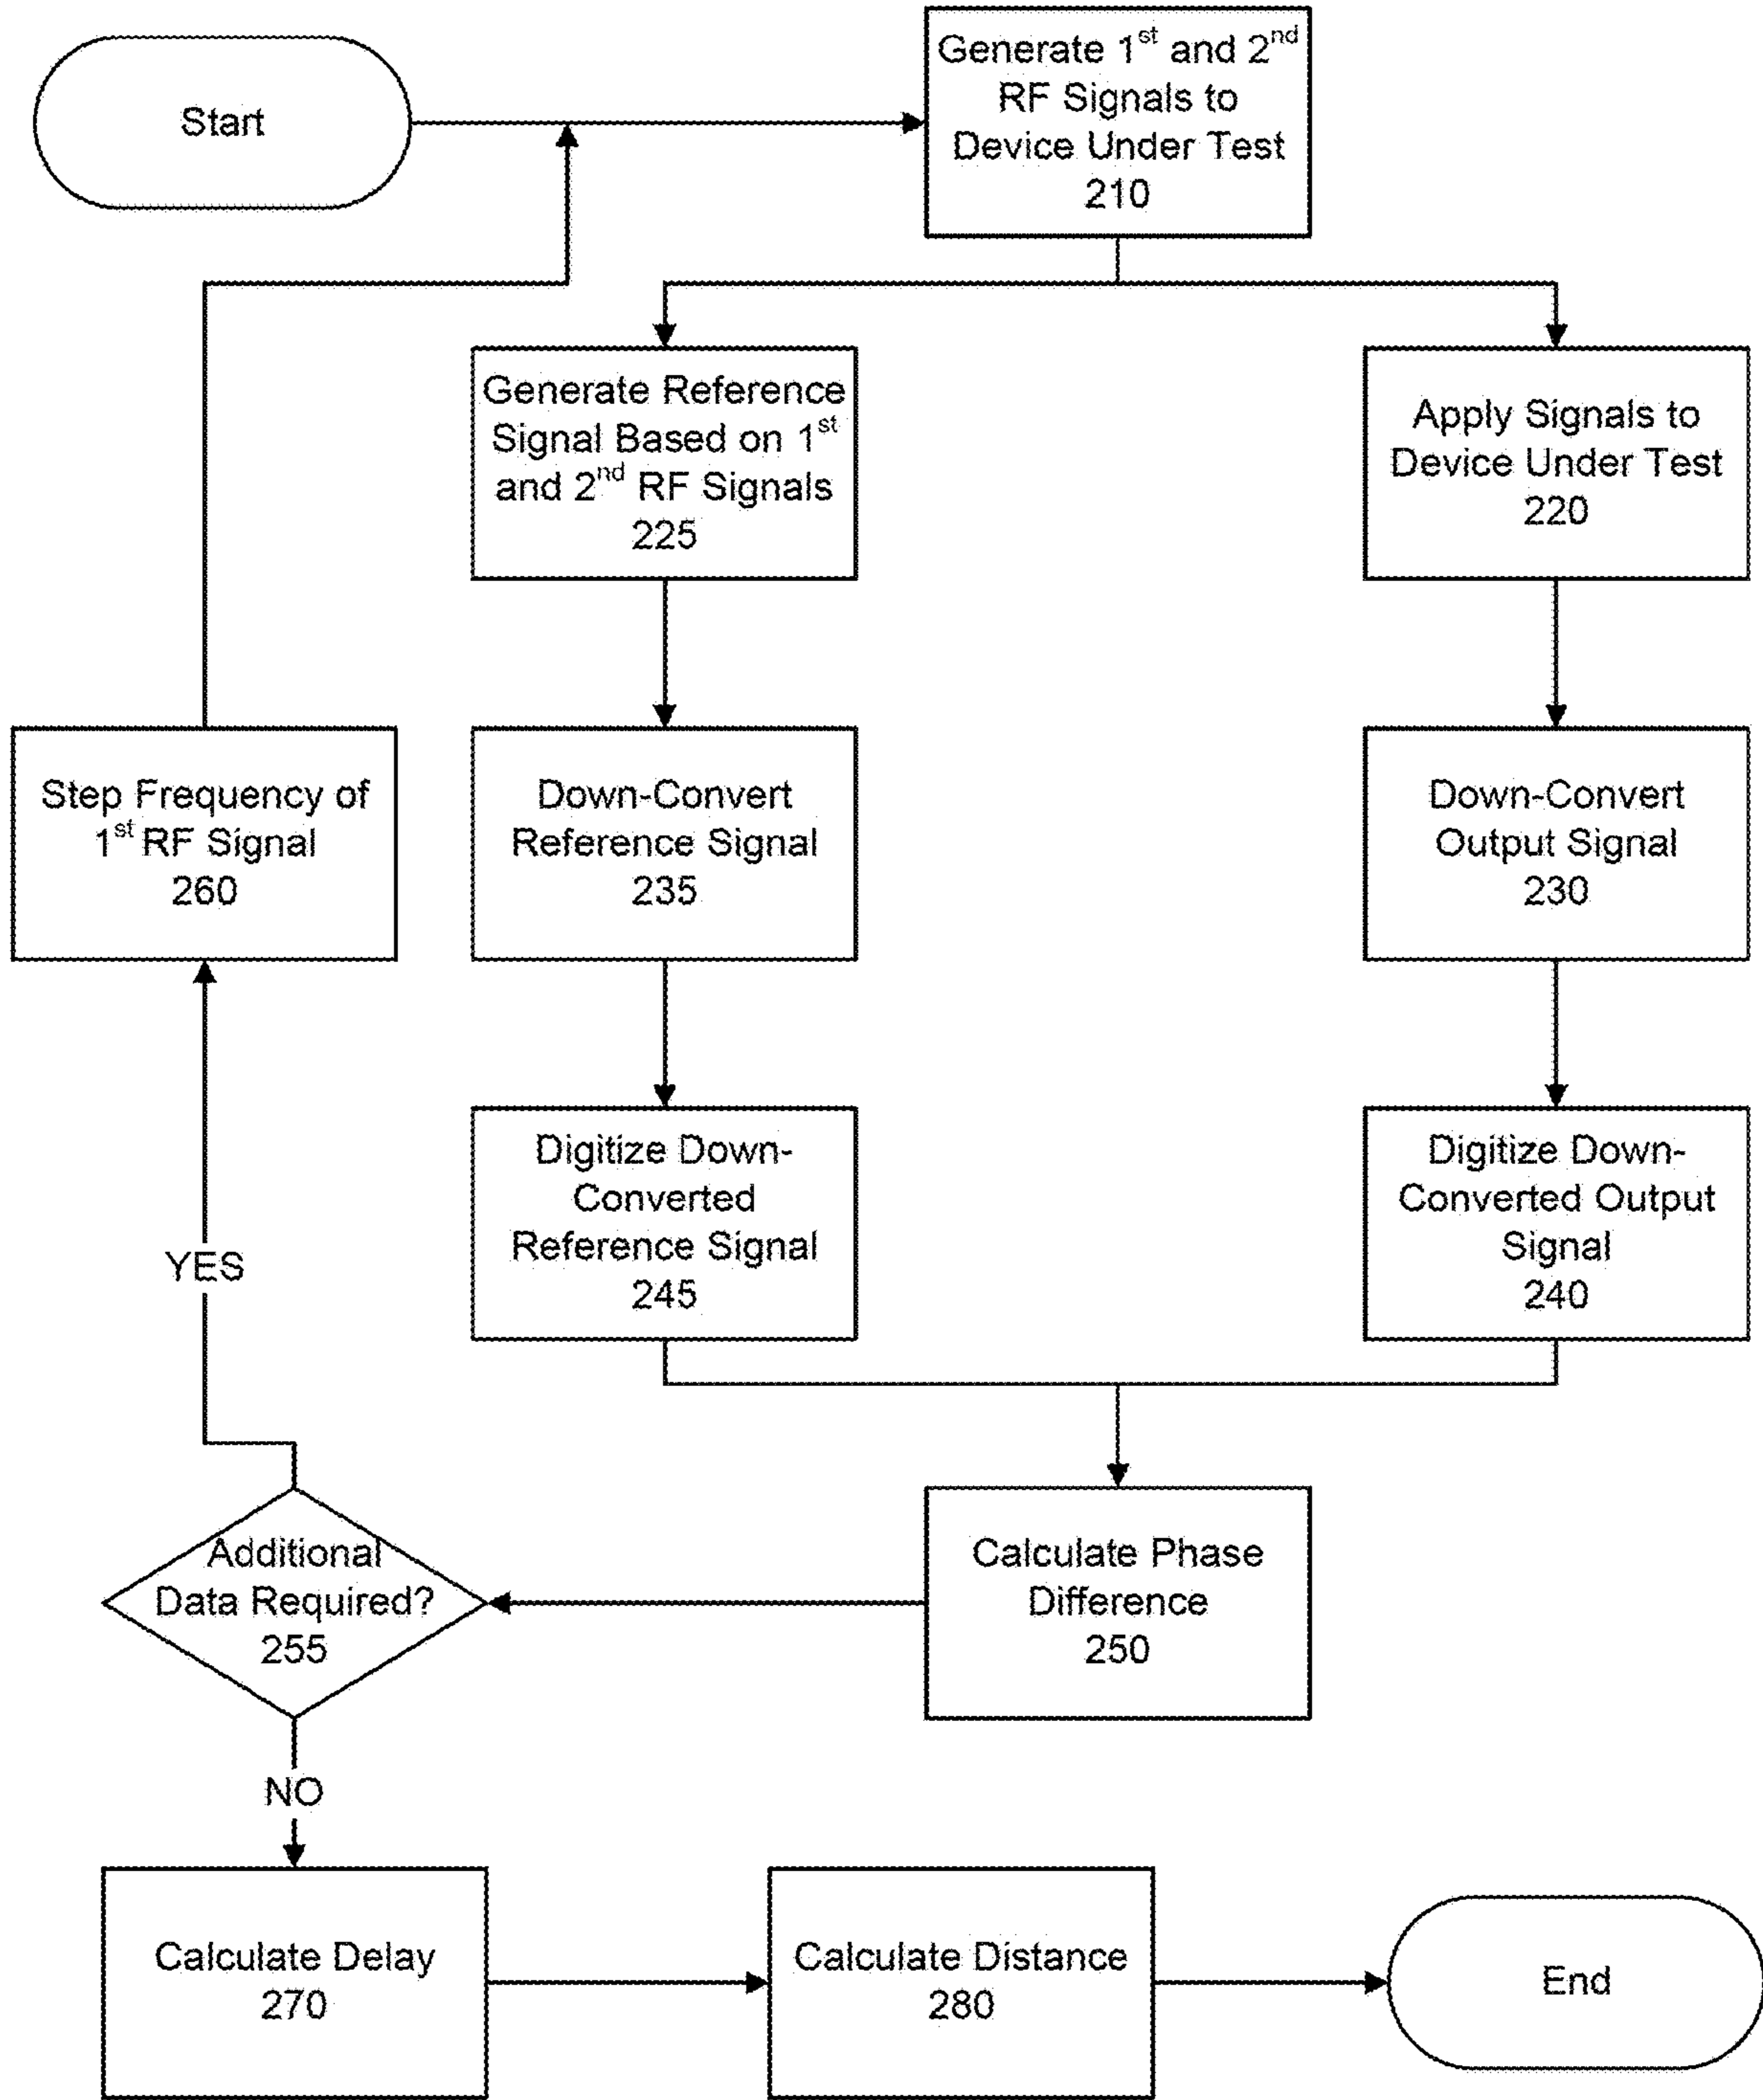 Start
Generate 1st and 2nd
RF Signals to
Device Under Test
210
Generate Reference
Signal Based on 1st
and 2nd RF Signals
225
Apply Signals to
Device Under Test
220
Step Frequency of
1st RF Signal
260
Down-Convert
Reference Signal
235
Down-Convert
Output Signal
230
Digitize Down-
Converted
Reference Signal
245
Digitize Down-
Converted Output
Signal
240
YES
Additional
Data Required?
255
Calculate Phase
Difference
250
NO
Calculate Delay
270
Calculate Distance
280
End